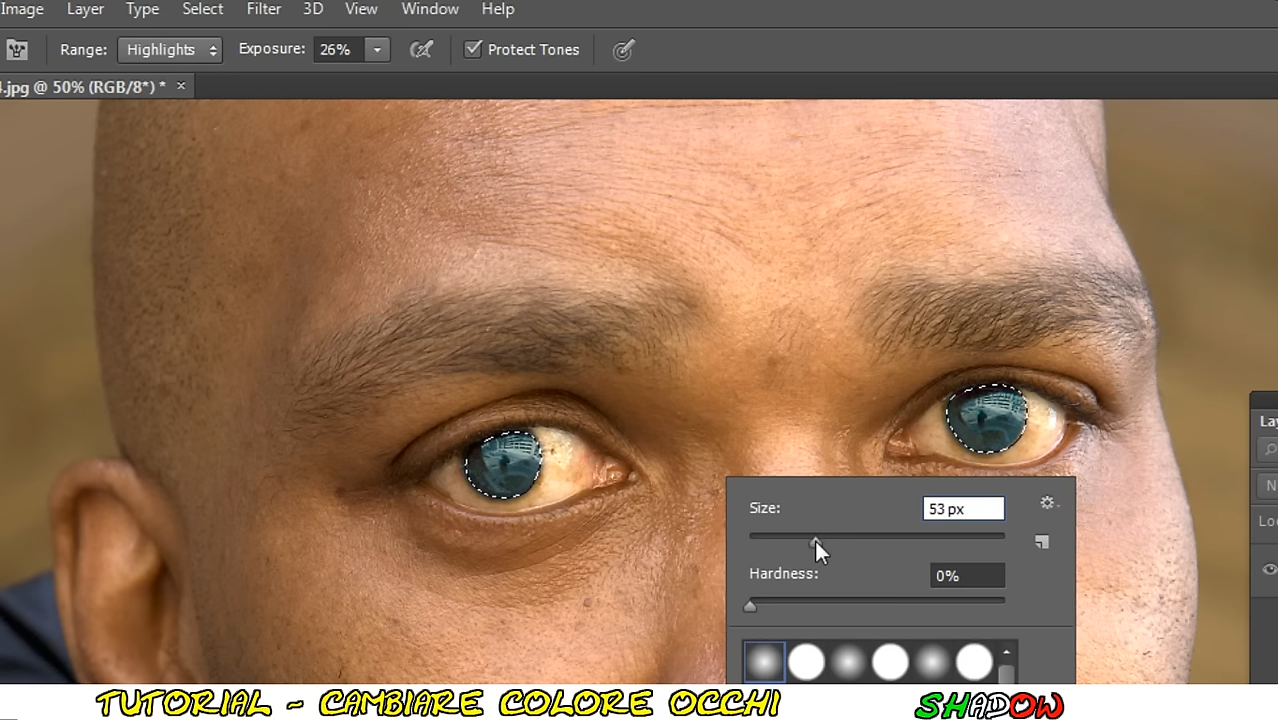 Image Layer Type Select Filter 3D View Window Help
Range: Highlights Exposure: 26% Protect Tones
.jpg @ 50% (RGB/8*) * ×
Size: 53 px
Hardness: 0%
TUTORIAL - CAMBIARE COLORE OCCHI SHADOW